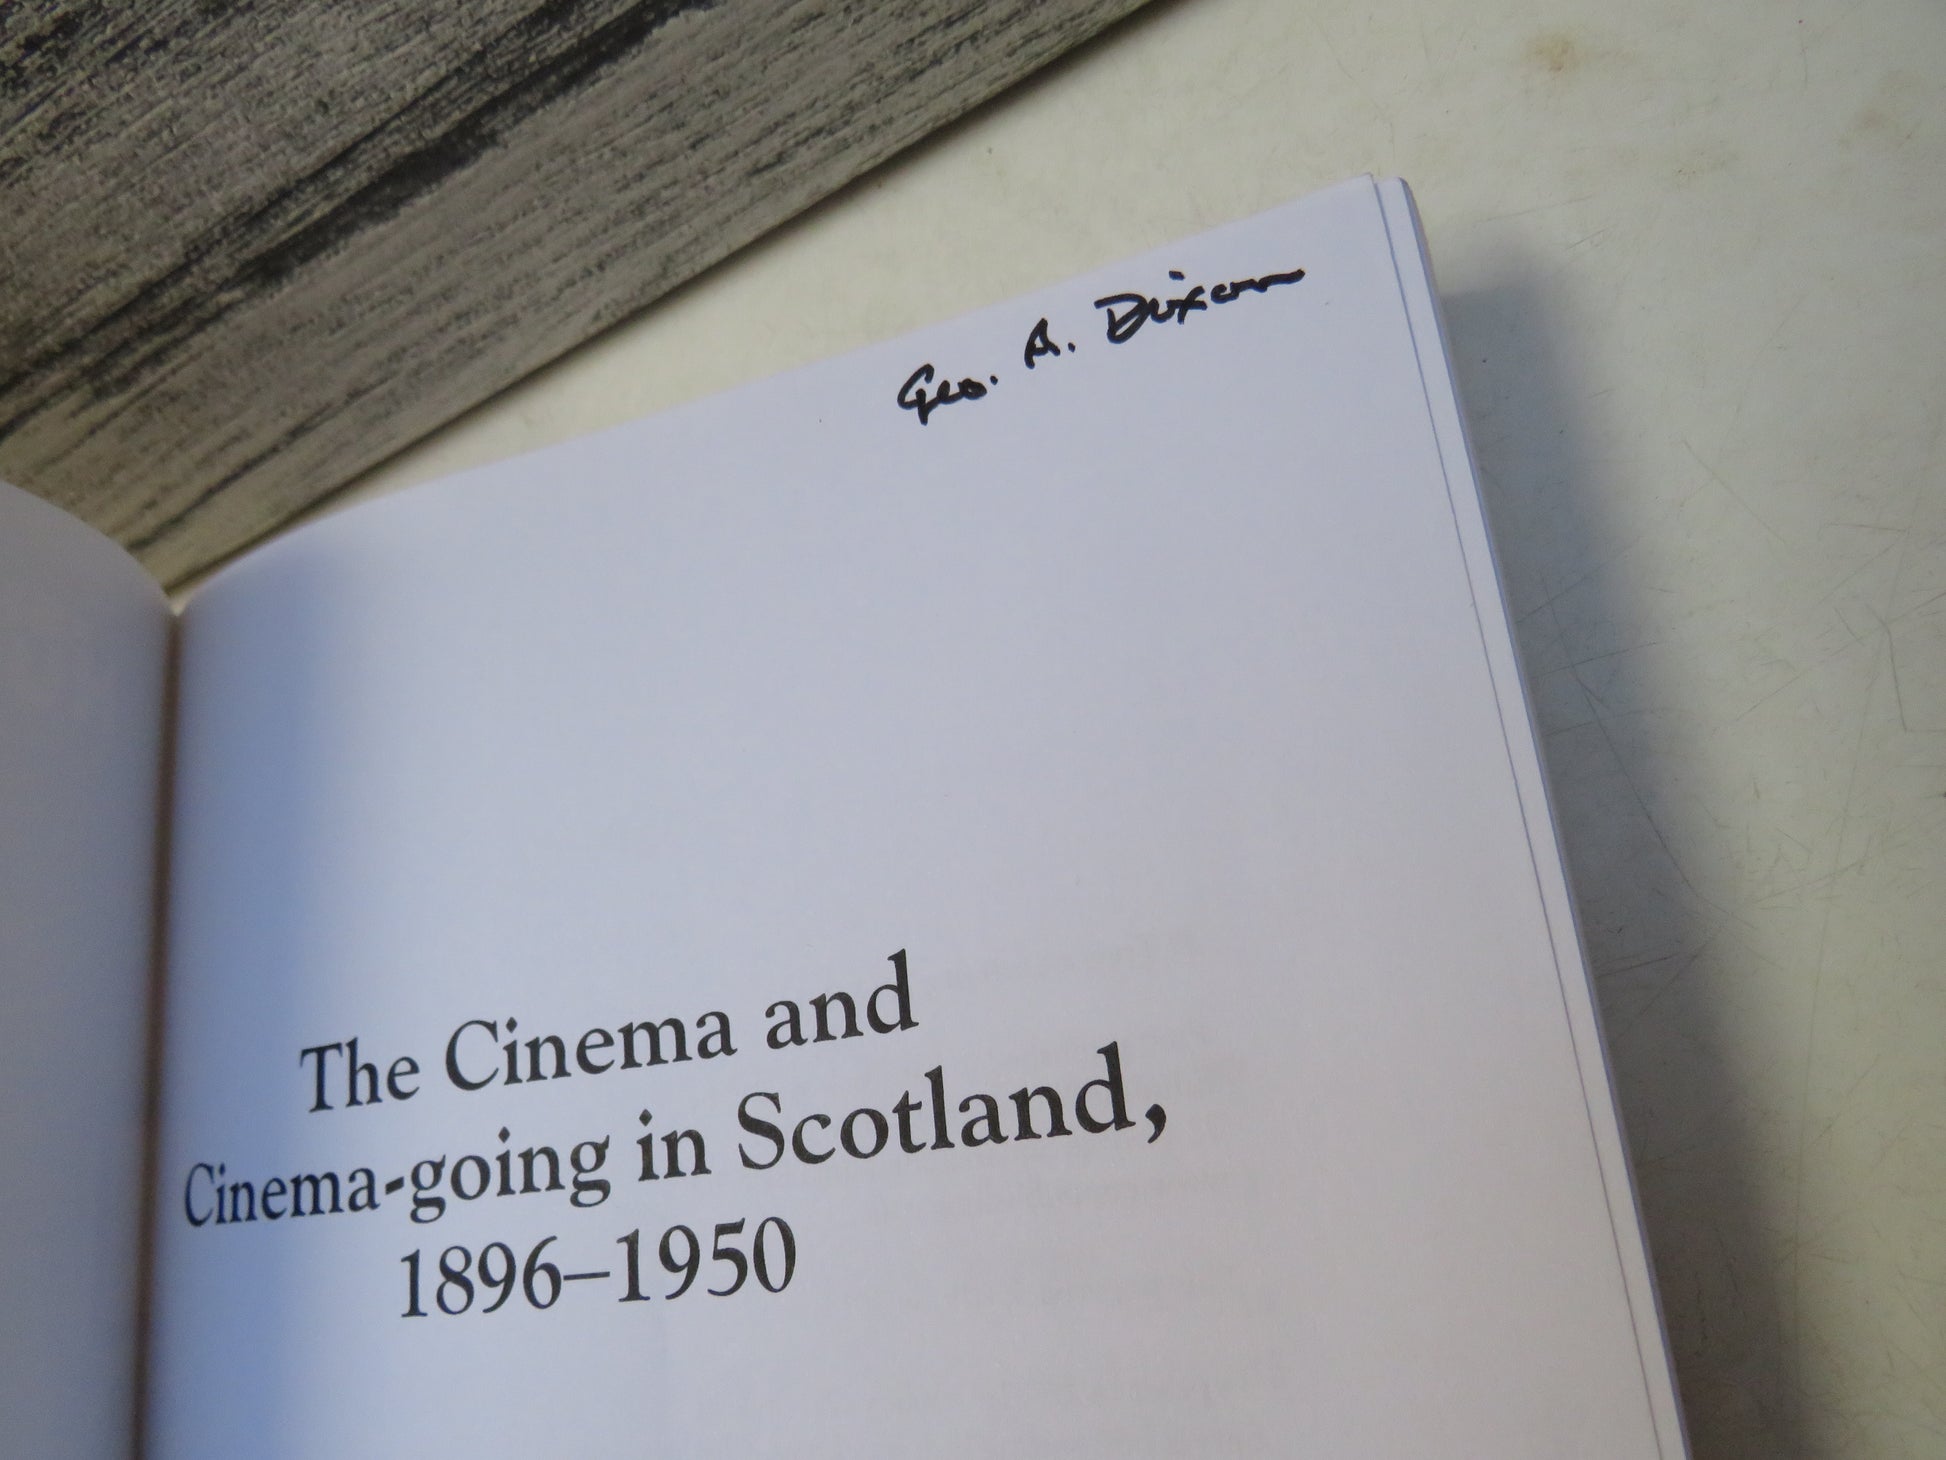 Geo. A. Dixon
The Cinema and
Cinema-going in Scotland,
1896–1950